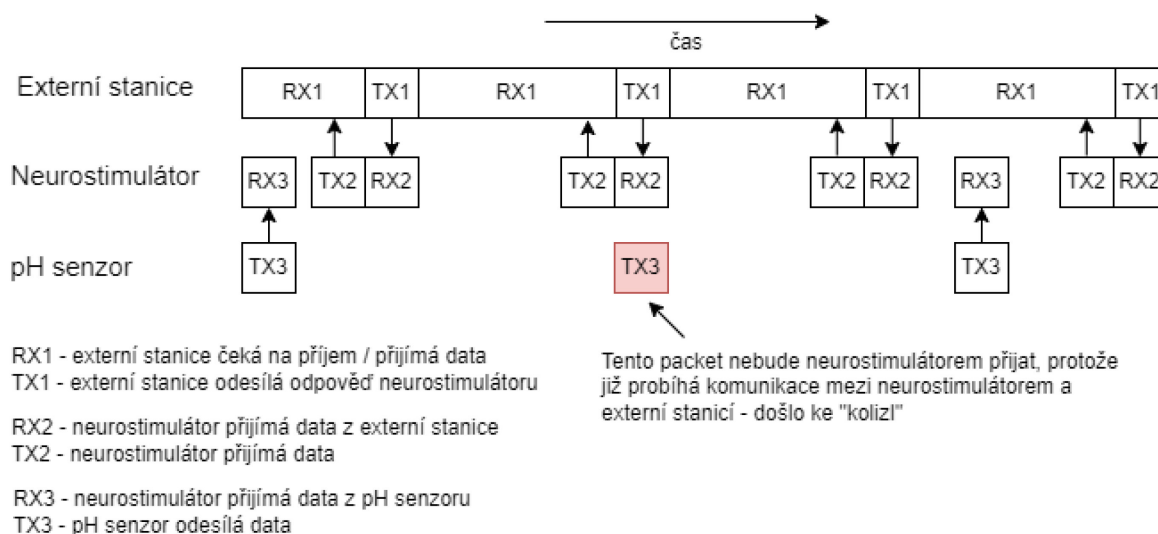 čas
Externí stanice RX1 TX1 RX1 TX1 RX1 TX1 RX1 TX1
Neurostimulátor RX3 TX2 RX2 TX2 RX2 TX2 RX2 RX3 TX2 RX2
pH senzor TX3 TX3 TX3
RX1 - externí stanice čeká na příjem / přijímá data
TX1 - externí stanice odesílá odpověď neurostimulátoru
RX2 - neurostimulátor přijímá data z externí stanice
TX2 - neurostimulátor přijímá data
RX3 - neurostimulátor přijímá data z pH senzoru
TX3 - pH senzor odesílá data
Tento packet nebude neurostimulátorem přijat, protože
již probíhá komunikace mezi neurostimulátorem a
externí stanicí - došlo ke "kolizI"